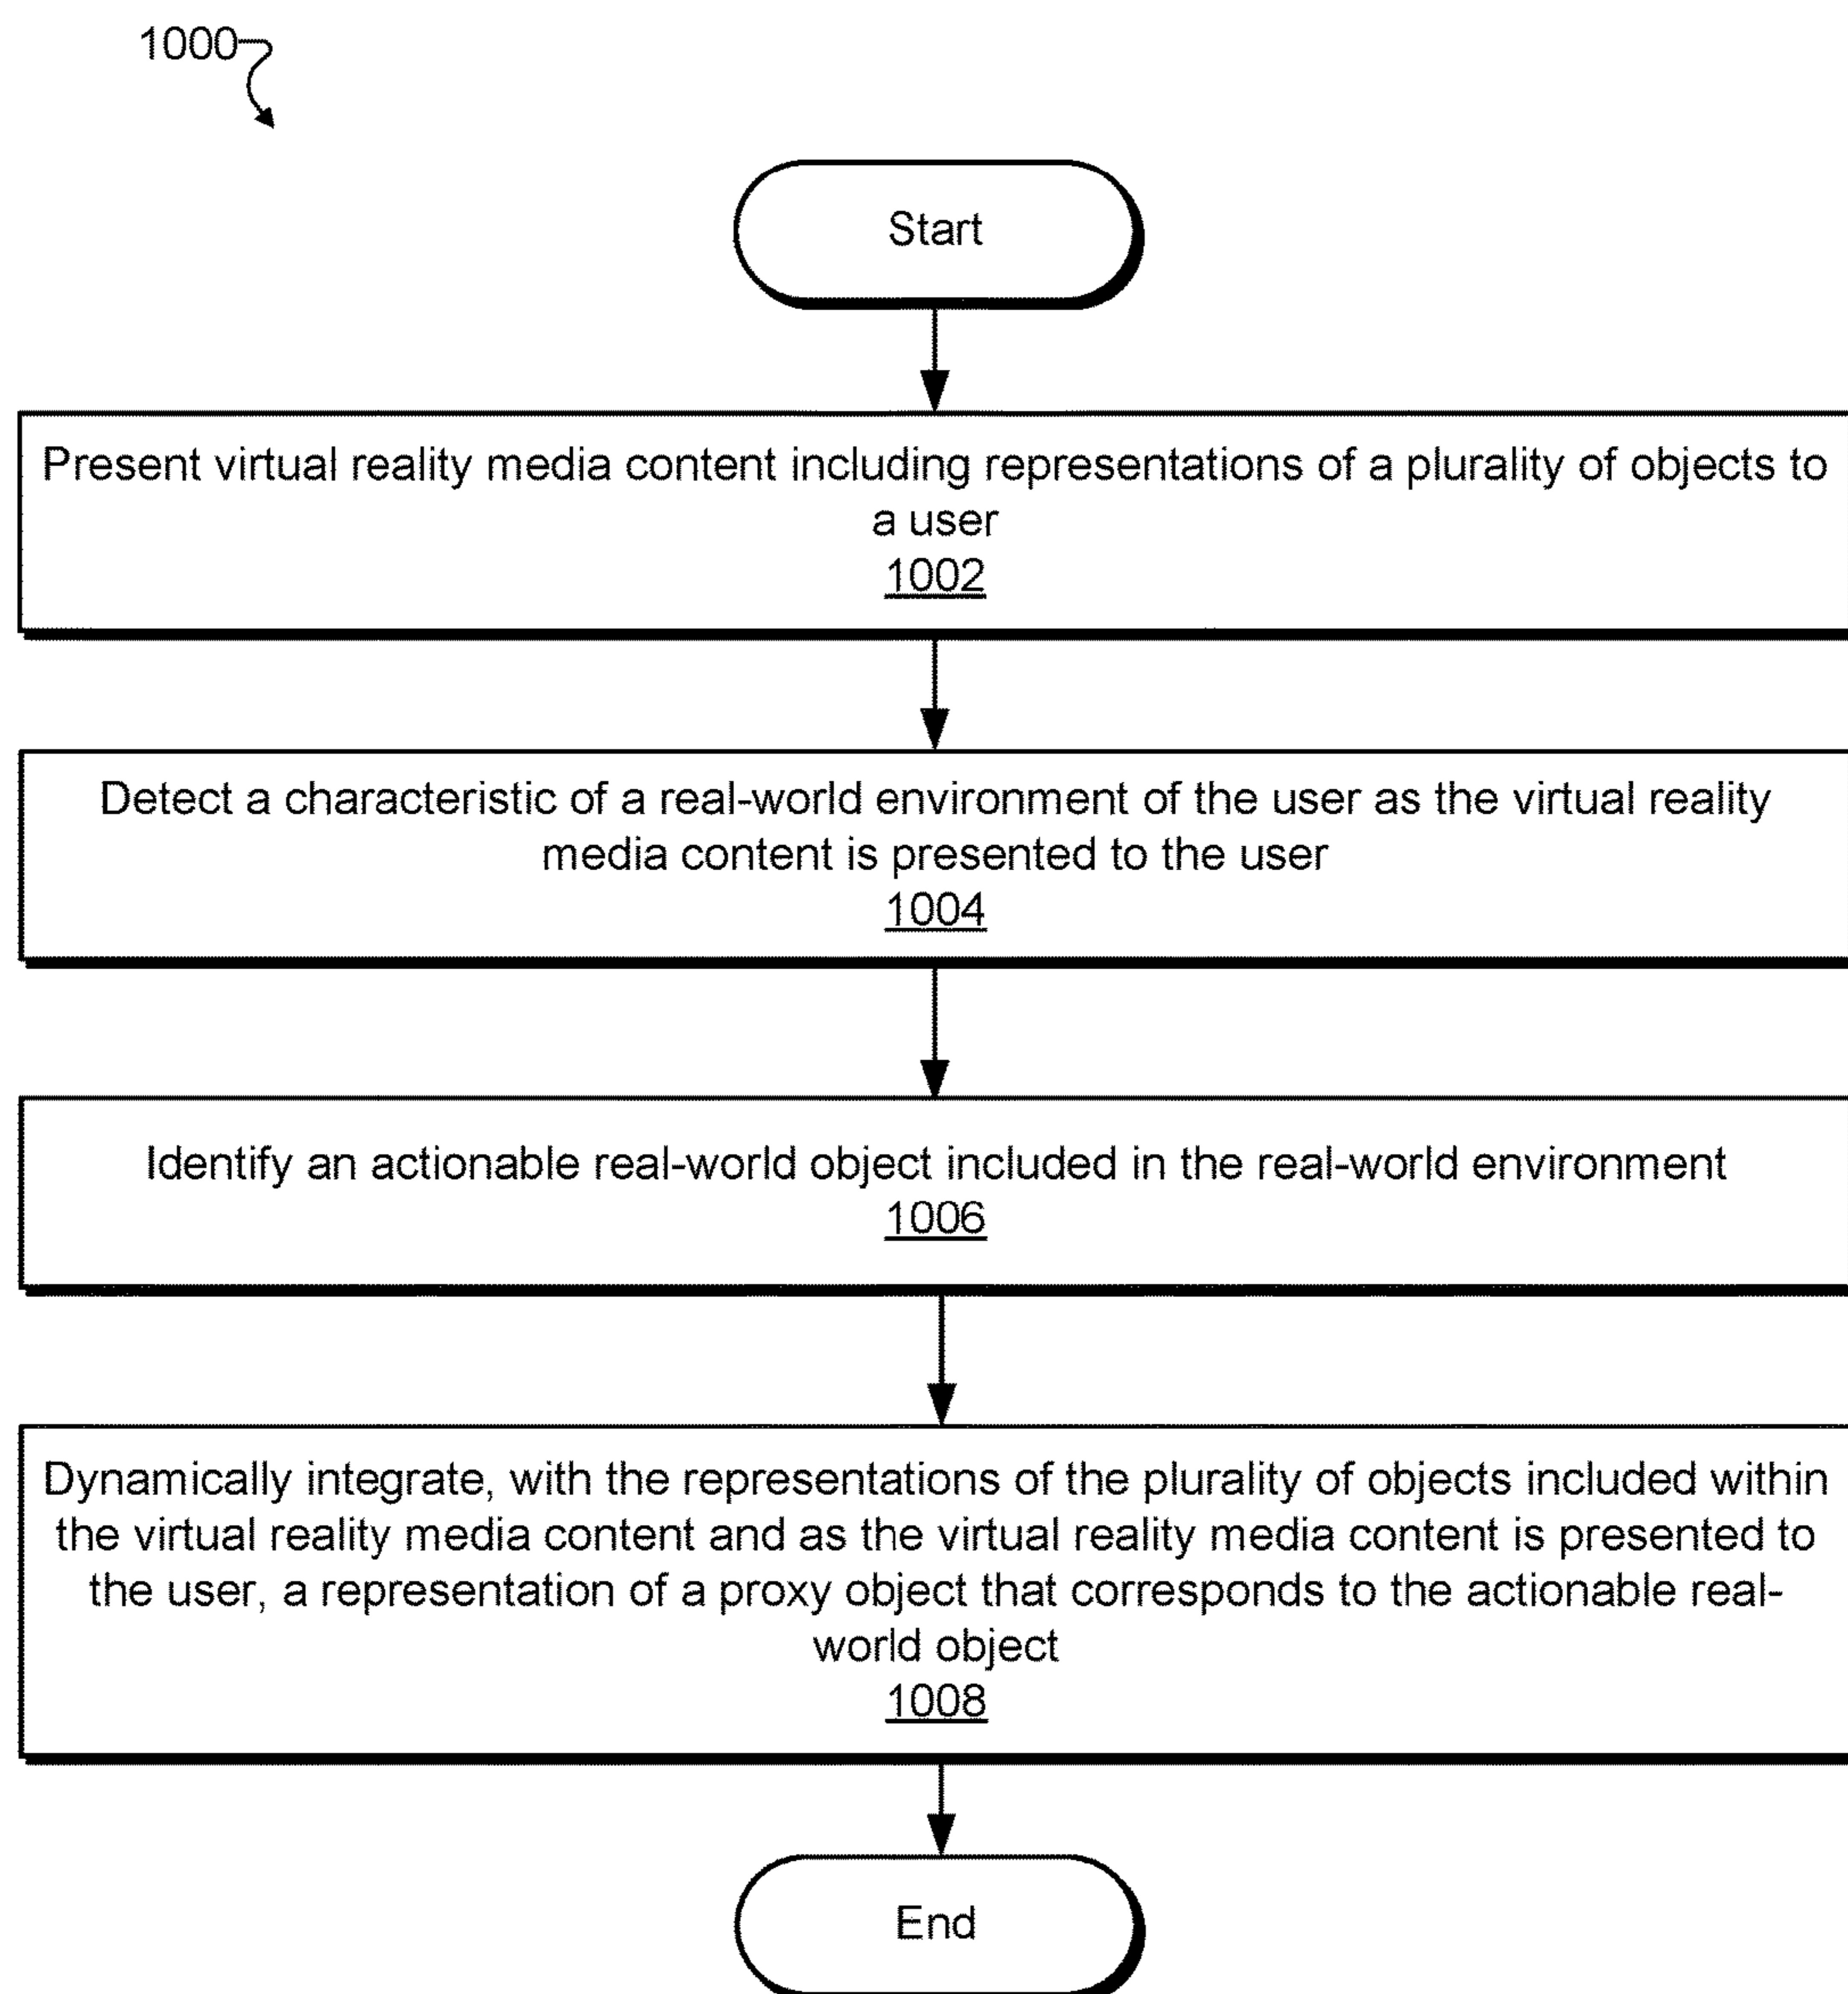 1000
Start
Present virtual reality media content including representations of a plurality of objects to
a user
1002
Detect a characteristic of a real-world environment of the user as the virtual reality
media content is presented to the user
1004
Identify an actionable real-world object included in the real-world environment
1006
Dynamically integrate, with the representations of the plurality of objects included within
the virtual reality media content and as the virtual reality media content is presented to
the user, a representation of a proxy object that corresponds to the actionable real-
world object
1008
End